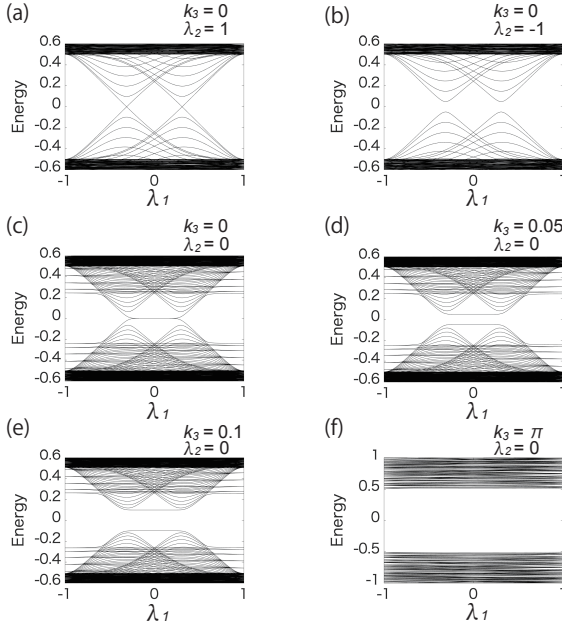 (a) k3 = 0
λ2 = 1
0.6
0.4
0.2
0
-0.2
-0.4
-0.6
Energy
-1 0 1
λ1
(b) k3 = 0
λ2 = -1
0.6
0.4
0.2
0
-0.2
-0.4
-0.6
Energy
-1 0 1
λ1
(c) k3 = 0
λ2 = 0
0.6
0.4
0.2
0
-0.2
-0.4
-0.6
Energy
-1 0 1
λ1
(d) k3 = 0.05
λ2 = 0
0.6
0.4
0.2
0
-0.2
-0.4
-0.6
Energy
-1 0 1
λ1
(e) k3 = 0.1
λ2 = 0
0.6
0.4
0.2
0
-0.2
-0.4
-0.6
Energy
-1 0 1
λ1
(f) k3 = π
λ2 = 0
1
0.5
0
-0.5
-1
Energy
-1 0 1
λ1